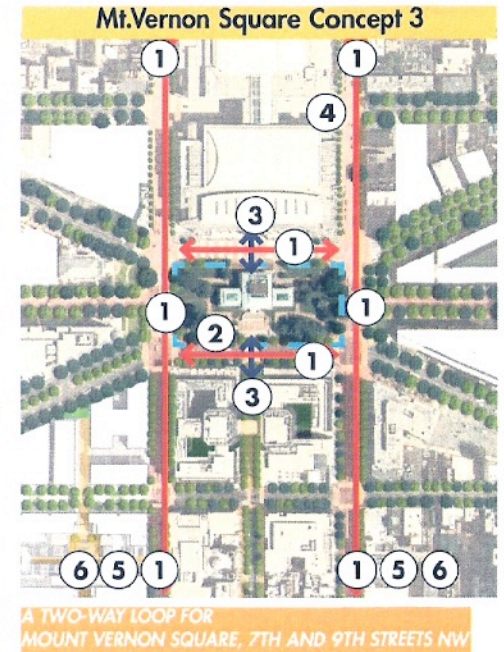 Mt.Vernon Square Concept 3
1 1
4
3
1
1 1
2
1
3
6 5 1 1 5 6
A TWO-WAY LOOP FOR
MOUNT VERNON SQUARE, 7TH AND 9TH STREETS NW